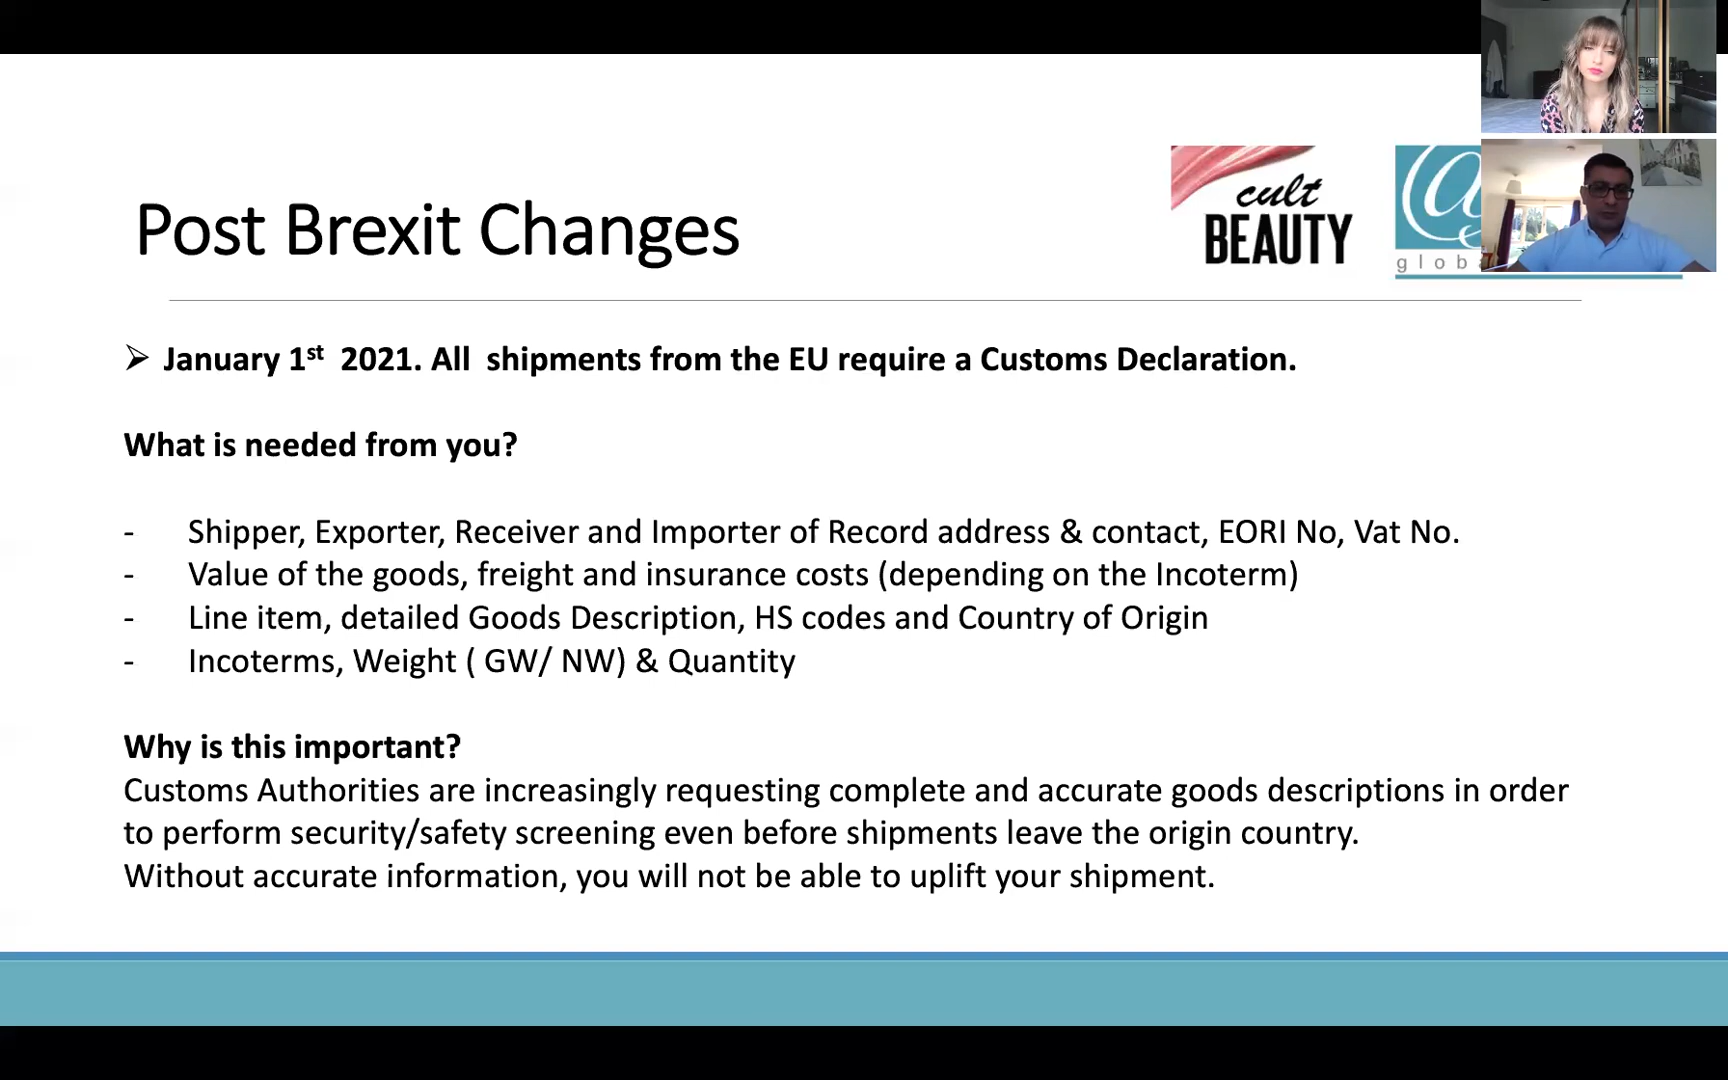 cult
BEAUTY
@
glob
Post Brexit Changes
➢ January 1st 2021. All shipments from the EU require a Customs Declaration.
What is needed from you?
- Shipper, Exporter, Receiver and Importer of Record address & contact, EORI No, Vat No.
- Value of the goods, freight and insurance costs (depending on the Incoterm)
- Line item, detailed Goods Description, HS codes and Country of Origin
- Incoterms, Weight ( GW/ NW) & Quantity
Why is this important?
Customs Authorities are increasingly requesting complete and accurate goods descriptions in order
to perform security/safety screening even before shipments leave the origin country.
Without accurate information, you will not be able to uplift your shipment.